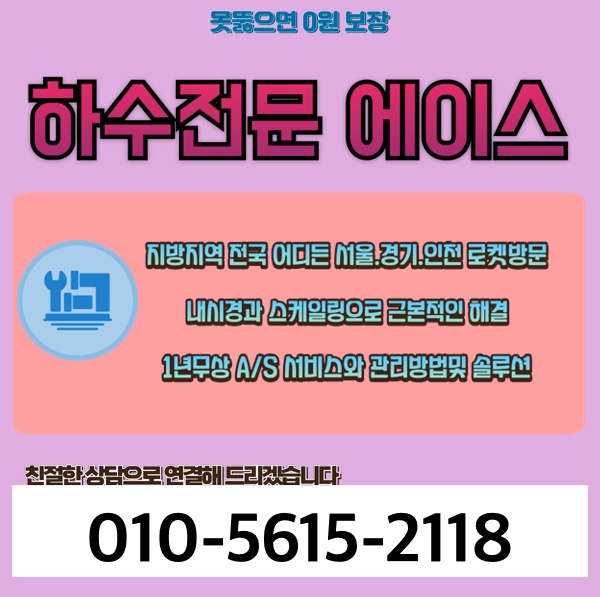 못뚫으면 0원 보장
하수전문 에이스
지방지역 전국 어디든 서울.경기.인천 로켓방문
내시경과 스케일링으로 근본적인 해결
1년무상 A/S 서비스와 관리방법및 솔루션
친절한 상담으로 연결해 드리겠습니다
010-5615-2118